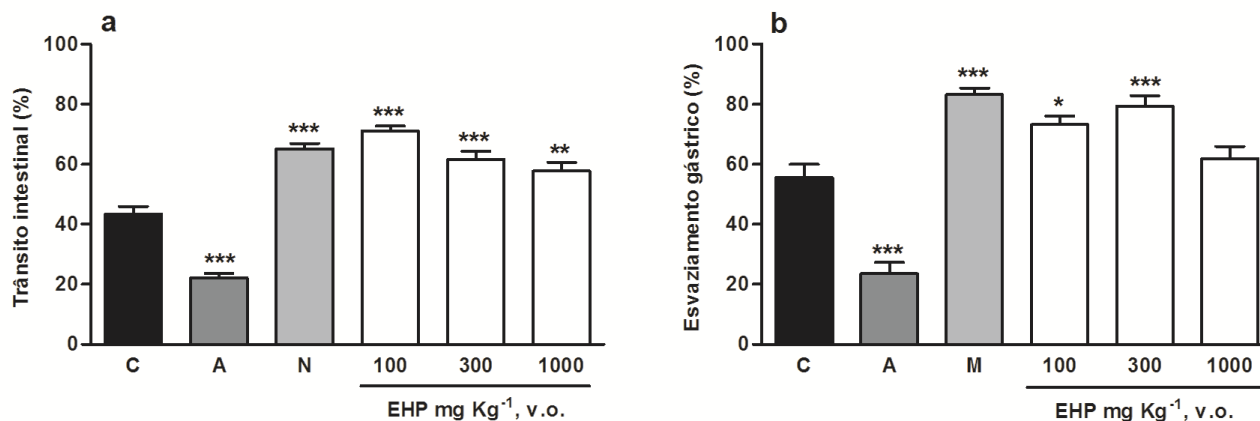 a
Trânsito intestinal (%)
100
80
60
40
20
0
***
***
***
***
**
C A N 100 300 1000
EHP mg Kg⁻¹, v.o.
b
Esvaziamento gástrico (%)
100
80
60
40
20
0
***
***
*
***
C A M 100 300 1000
EHP mg Kg⁻¹, v.o.